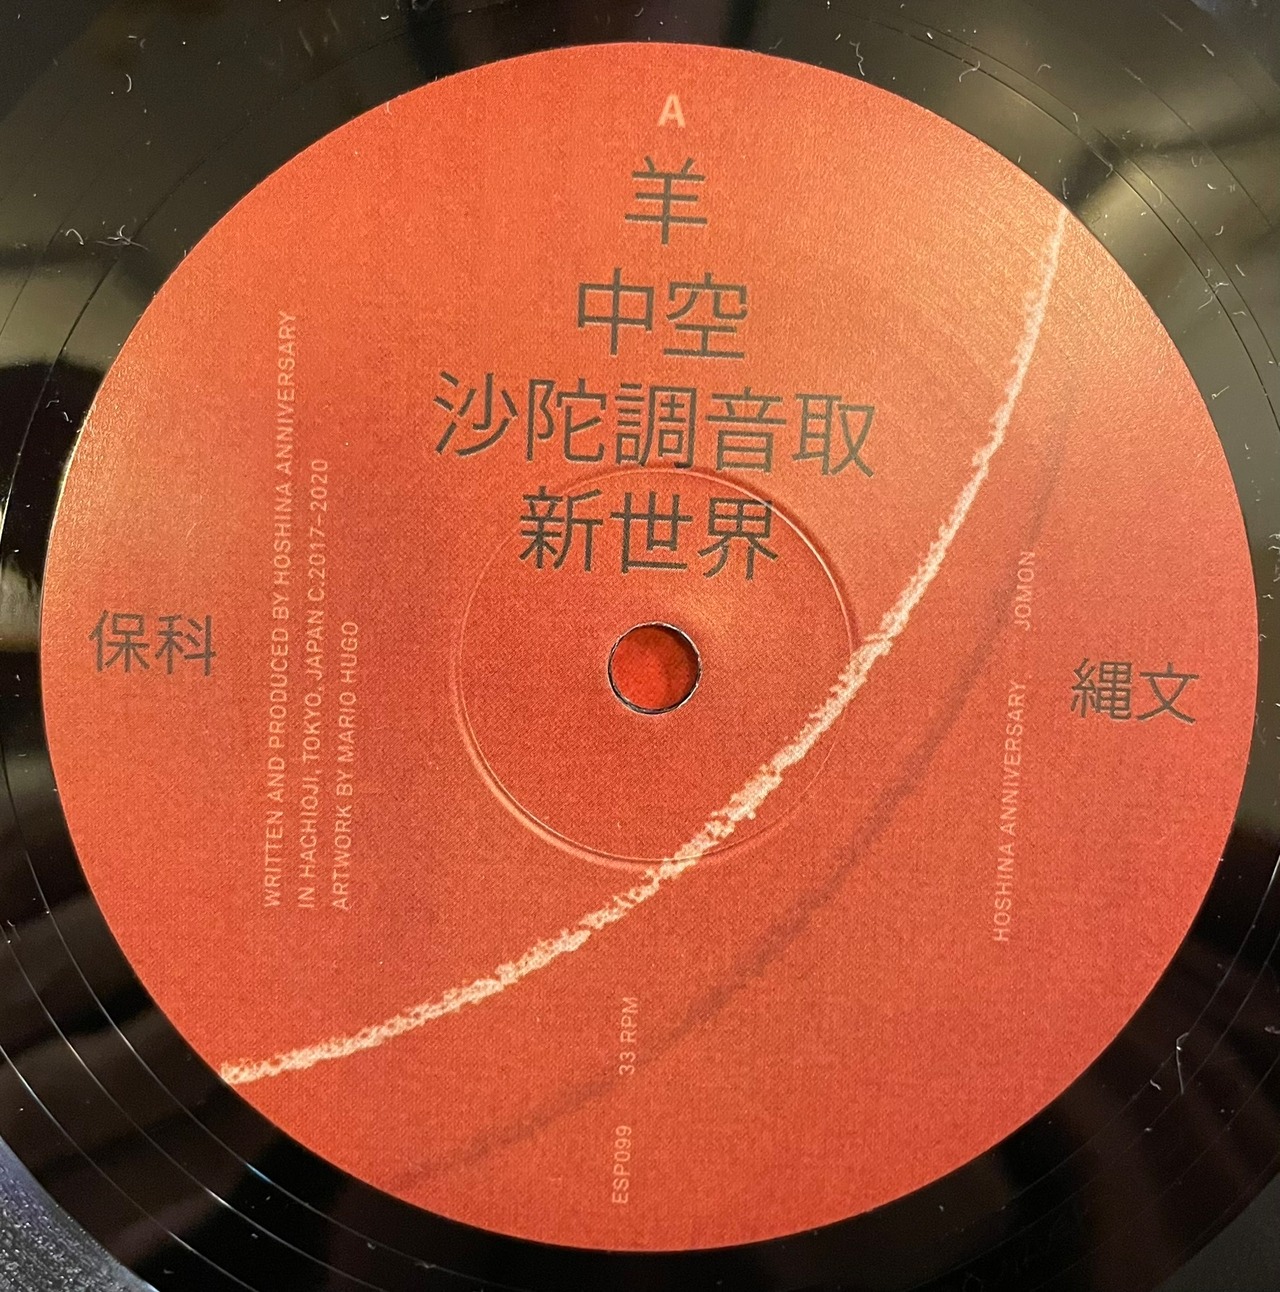 A
羊
中空
沙陀調音取
新世界
保科
WRITTEN AND PRODUCED BY HOSHINA ANNIVERSARY
IN HACHIOJI, TOKYO, JAPAN C.2017–2020
ARTWORK BY MARIO HUGO
HOSHINA ANNIVERSARY JOMON
縄文
ESP099 33 RPM